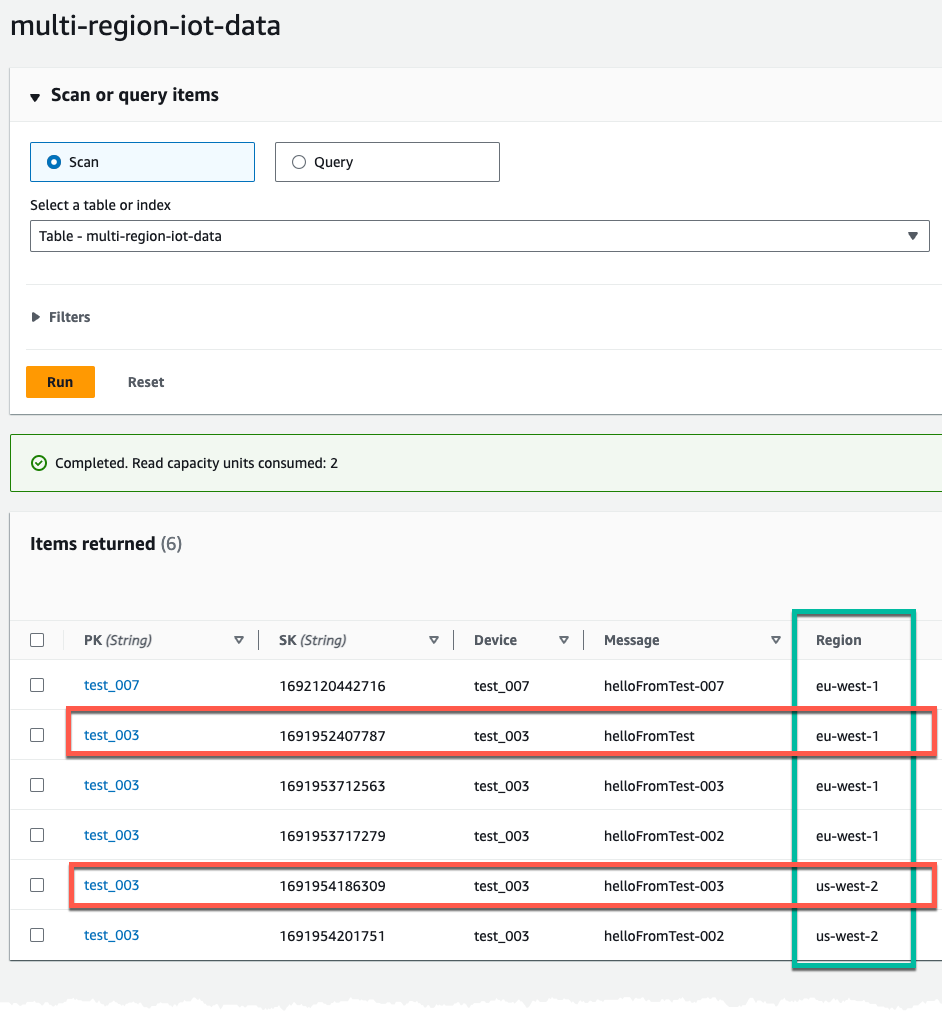 multi-region-iot-data
Scan or query items
Scan Query
Select a table or index
Table - multi-region-iot-data
Filters
Run Reset
Completed. Read capacity units consumed: 2
Items returned (6)
PK (String) SK (String) Device Message Region
test_007 1692120442716 test_007 helloFromTest-007 eu-west-1
test_003 1691952407787 test_003 helloFromTest eu-west-1
test_003 1691953712563 test_003 helloFromTest-003 eu-west-1
test_003 1691953717279 test_003 helloFromTest-002 eu-west-1
test_003 1691954186309 test_003 helloFromTest-003 us-west-2
test_003 1691954201751 test_003 helloFromTest-002 us-west-2